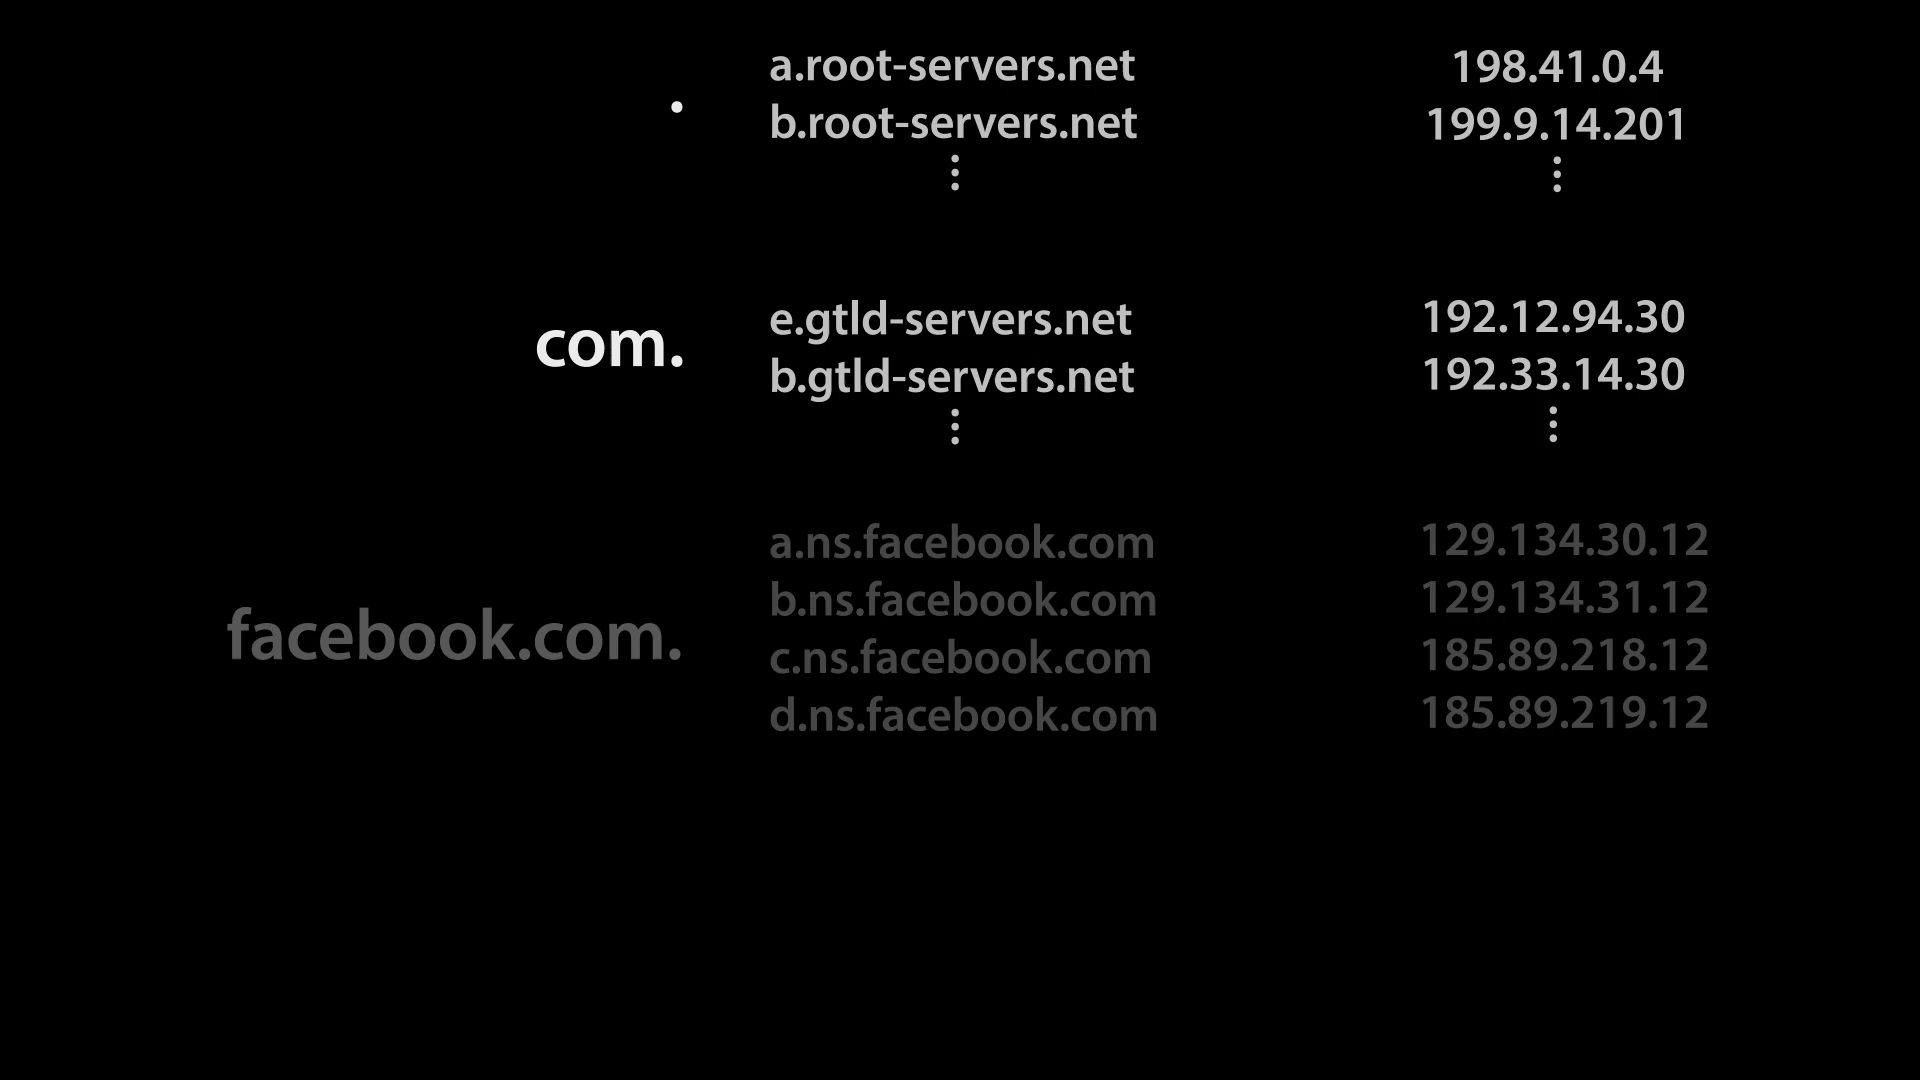 .
a.root-servers.net 198.41.0.4
b.root-servers.net 199.9.14.201
⋮ ⋮
com.
e.gtld-servers.net 192.12.94.30
b.gtld-servers.net 192.33.14.30
⋮ ⋮
facebook.com.
a.ns.facebook.com 129.134.30.12
b.ns.facebook.com 129.134.31.12
c.ns.facebook.com 185.89.218.12
d.ns.facebook.com 185.89.219.12